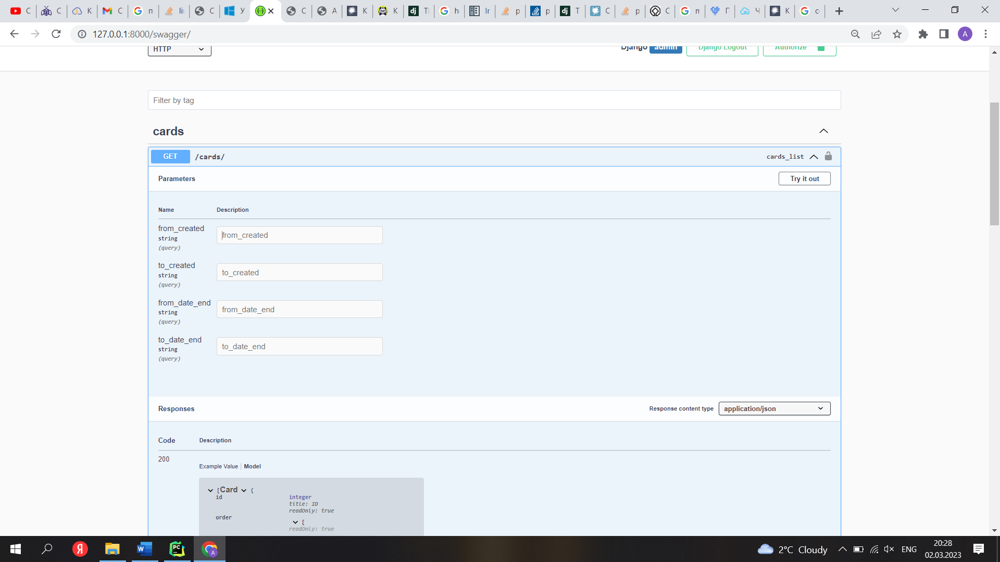 127.0.0.1:8000/swagger/
A
HTTP
Django admin
Django Logout
Authorize
Filter by tag
cards
GET /cards/ cards_list
Parameters
Try it out
Name Description
from_created
string
(query)
from_created
to_created
string
(query)
to_created
from_date_end
string
(query)
from_date_end
to_date_end
string
(query)
to_date_end
Responses
Response content type
application/json
Code Description
200
Example Value Model
[Card {
id integer
title: ID
readOnly: true
order [
readOnly: true
2°C Cloudy
ENG
20:28
02.03.2023